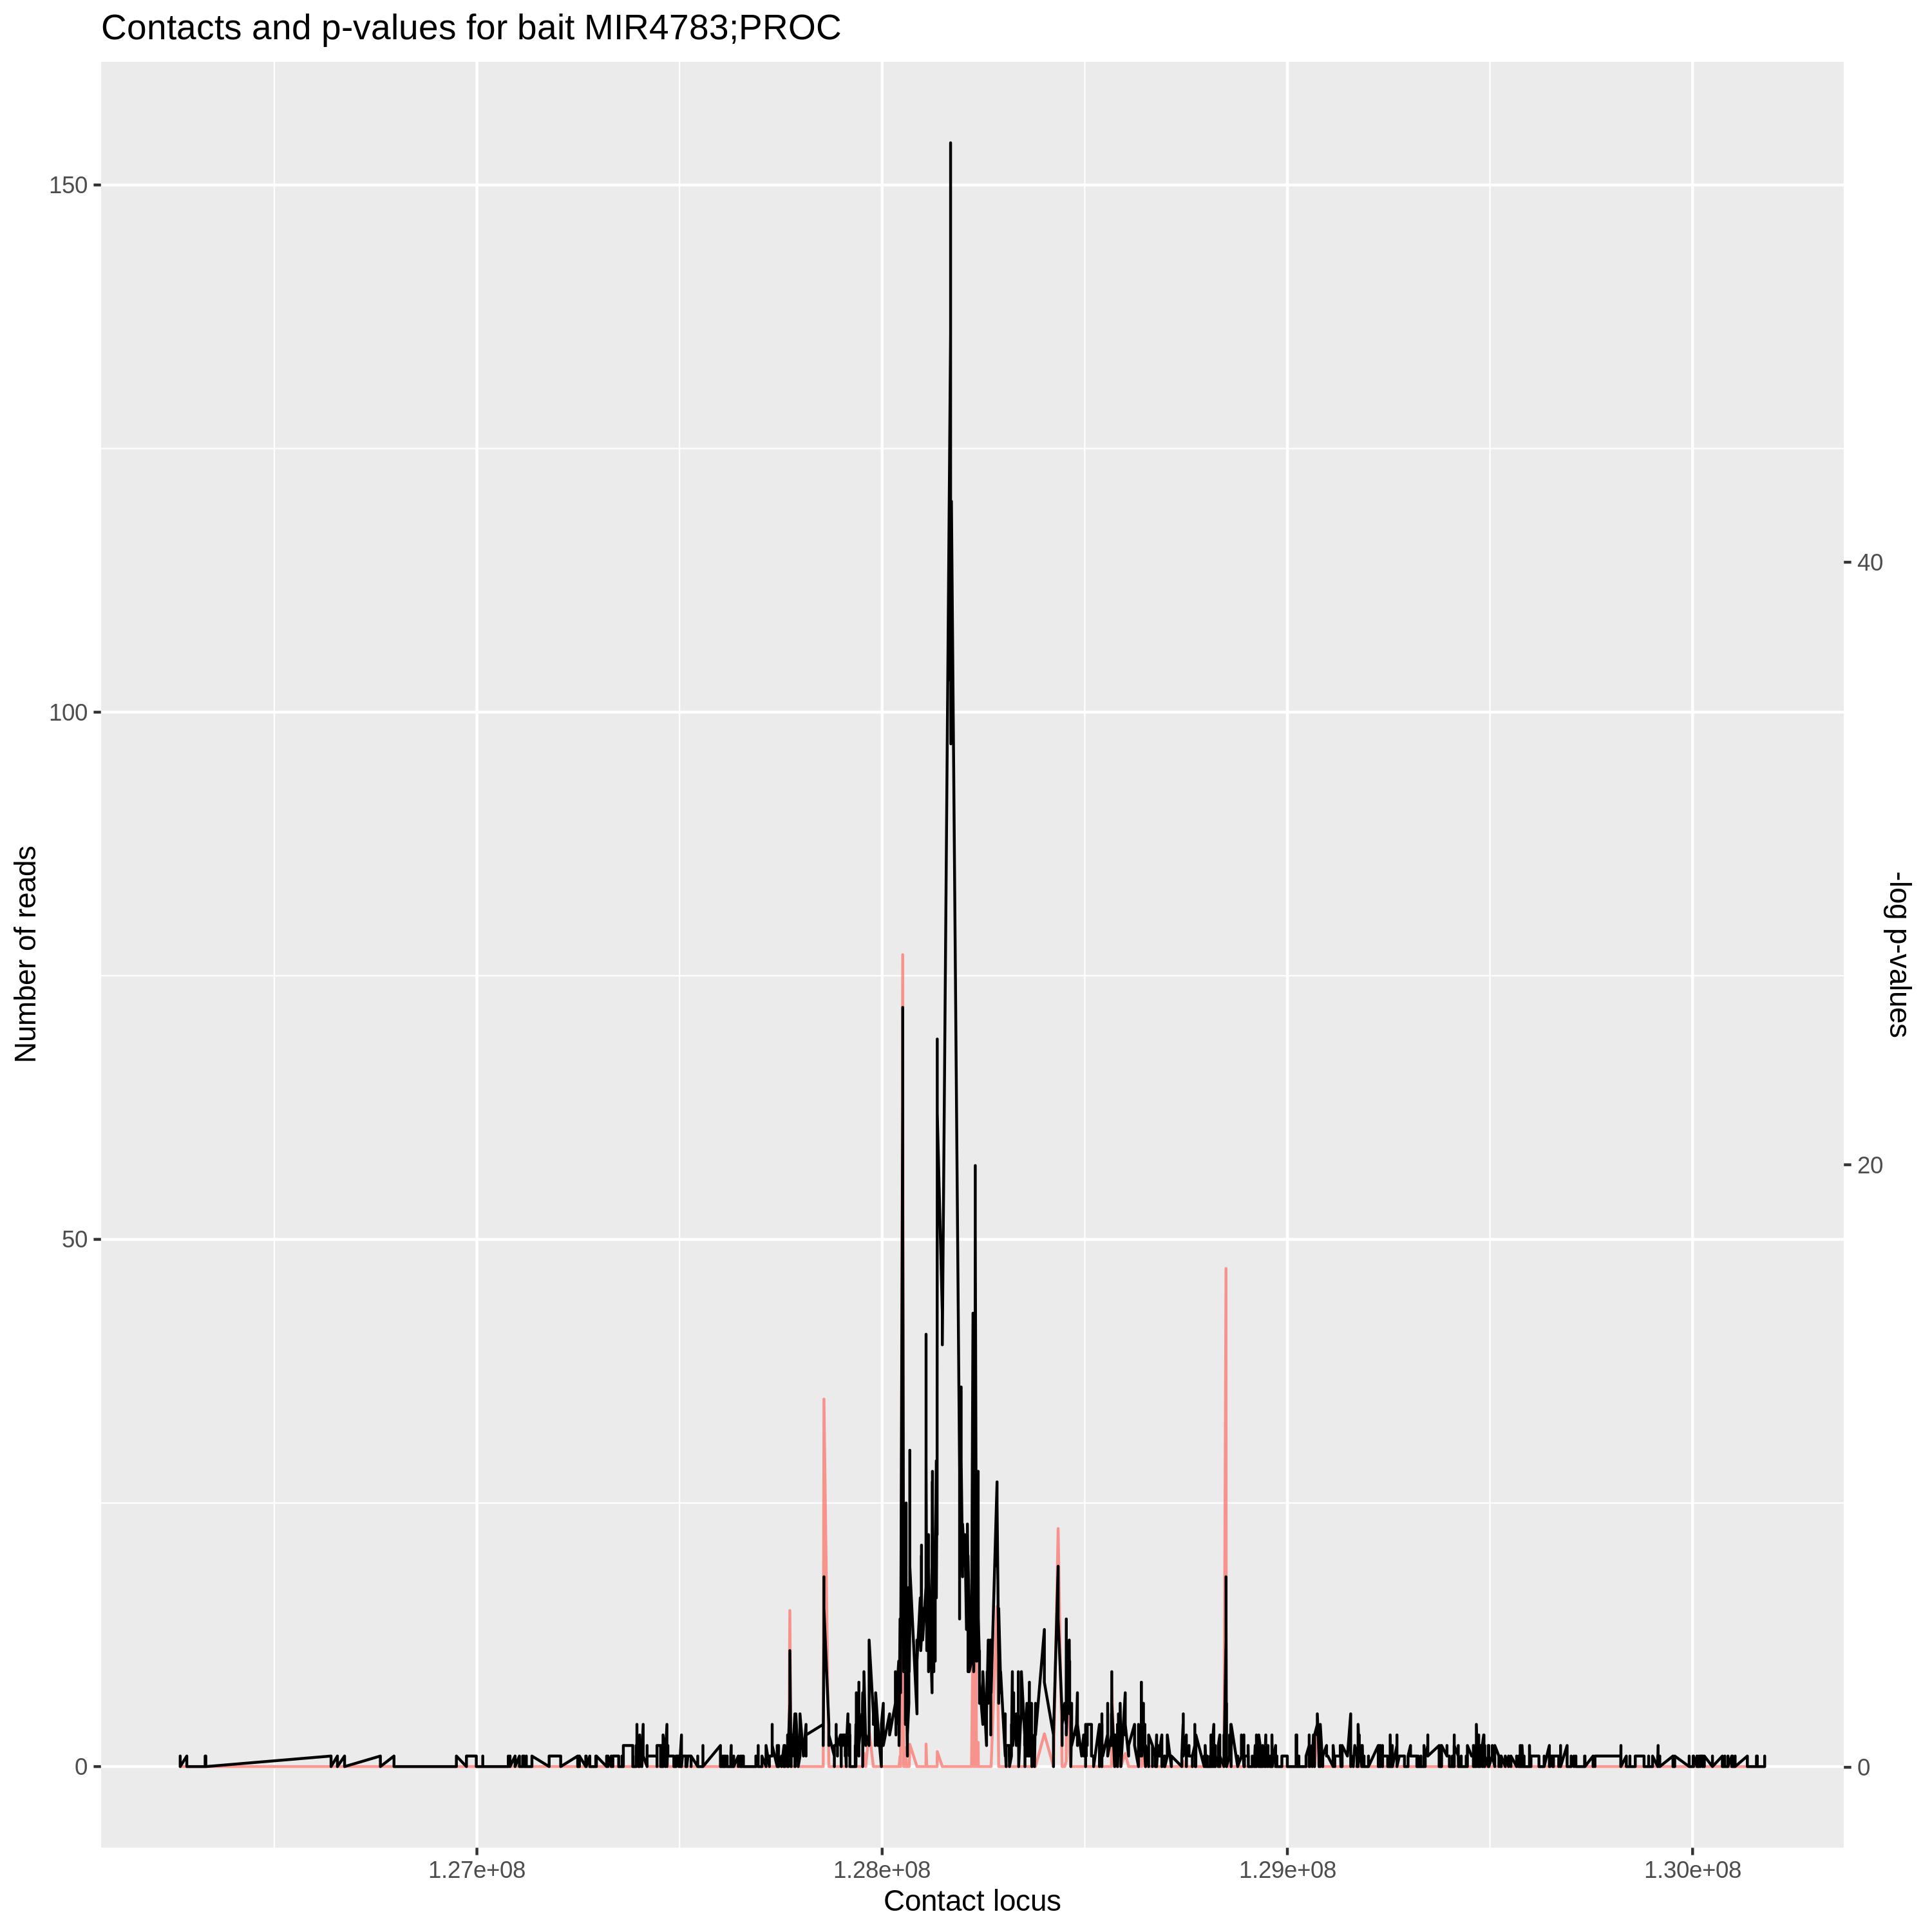 Contacts and p-values for bait MIR4783;PROC
150
100
50
0
Number of reads
40
20
0
-log p-values
1.27e+08
1.28e+08
1.29e+08
1.30e+08
Contact locus